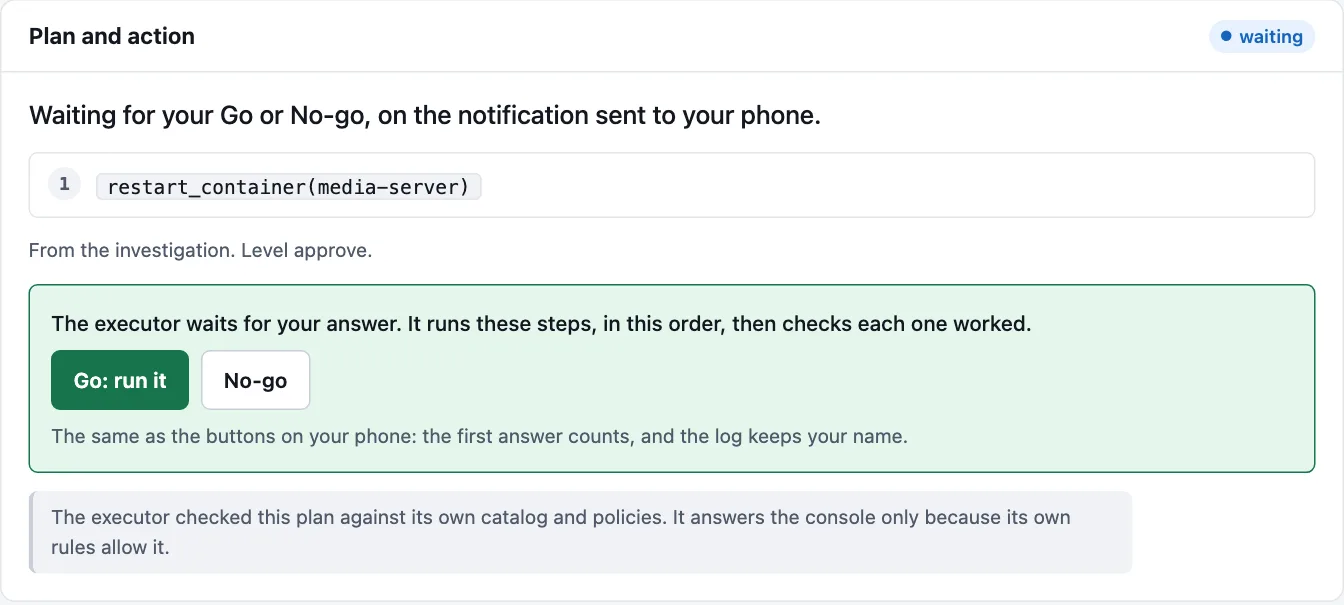 Plan and action
waiting
Waiting for your Go or No-go, on the notification sent to your phone.
1 restart_container(media-server)
From the investigation. Level approve.
The executor waits for your answer. It runs these steps, in this order, then checks each one worked.
Go: run it
No-go
The same as the buttons on your phone: the first answer counts, and the log keeps your name.
The executor checked this plan against its own catalog and policies. It answers the console only because its own
rules allow it.